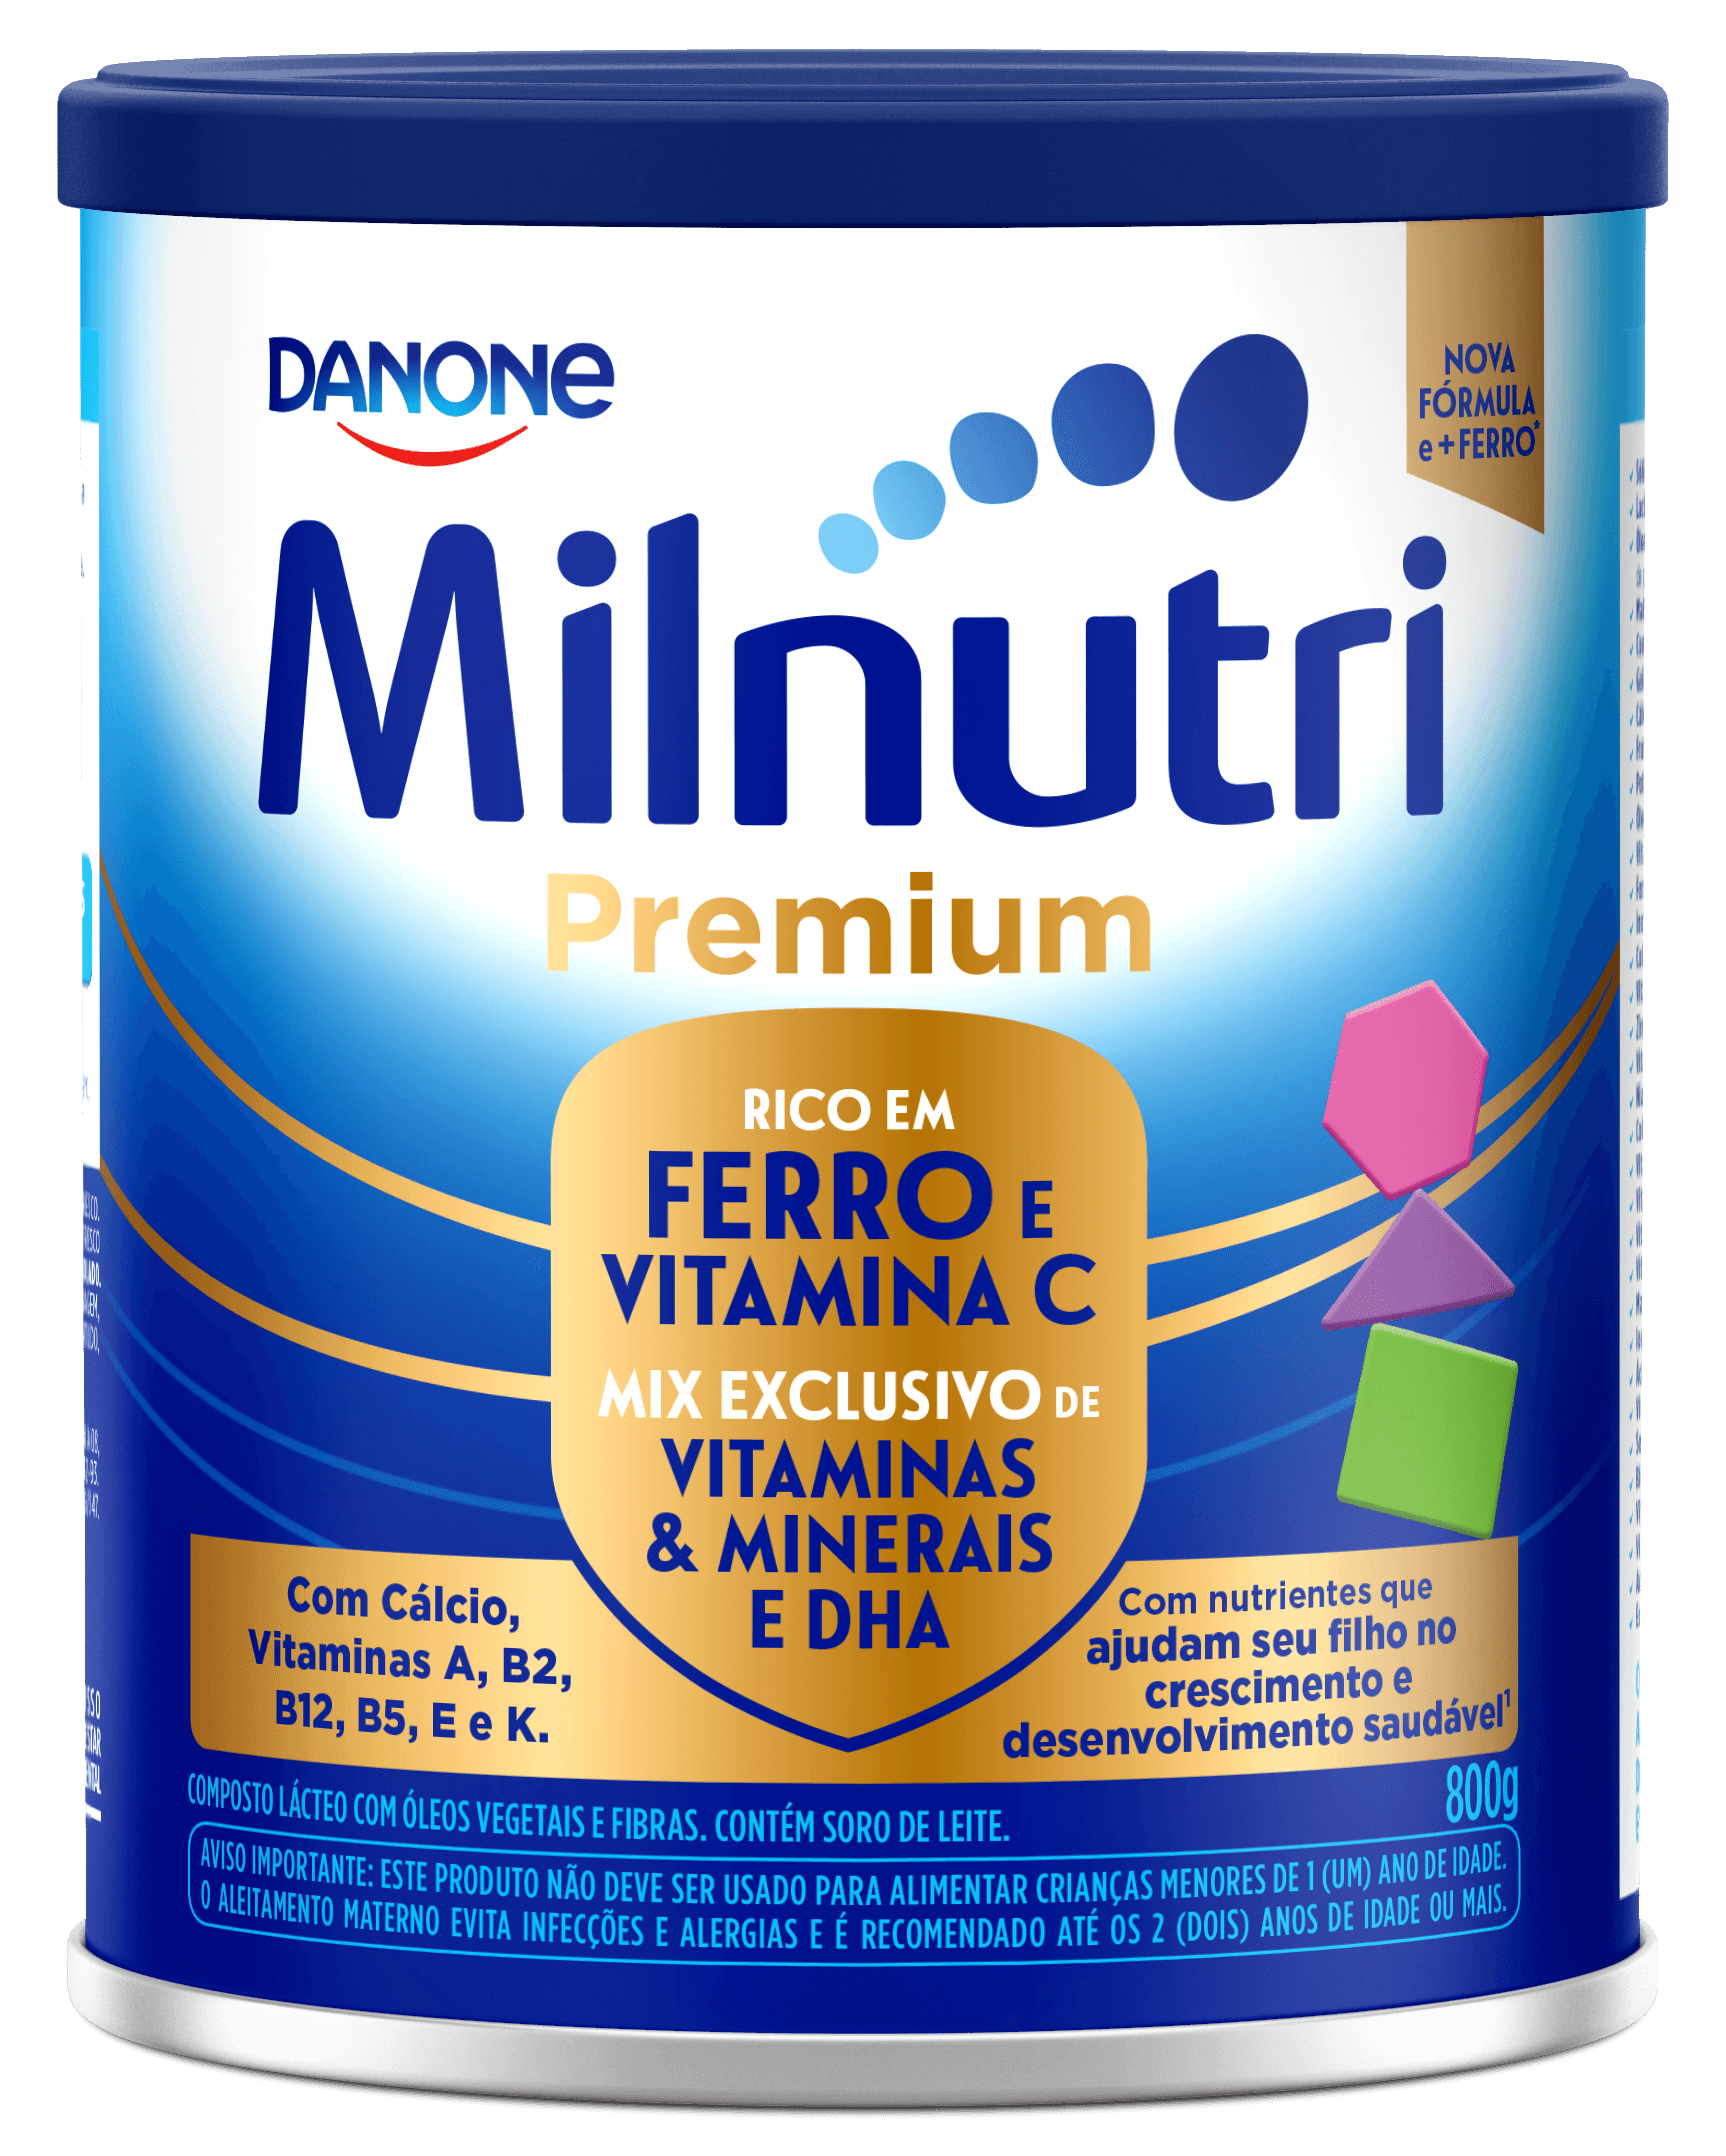 DANONE
NOVA
FÓRMULA
e + FERRO*
Milnutri
Premium
RICO EM
FERRO E
VITAMINA C
MIX EXCLUSIVO DE
VITAMINAS
& MINERAIS
E DHA
Com Cálcio,
Vitaminas A, B2,
B12, B5, E e K.
Com nutrientes que
ajudam seu filho no
crescimento e
desenvolvimento saudável¹
800g
COMPOSTO LÁCTEO COM ÓLEOS VEGETAIS E FIBRAS. CONTÉM SORO DE LEITE.
AVISO IMPORTANTE: ESTE PRODUTO NÃO DEVE SER USADO PARA ALIMENTAR CRIANÇAS MENORES DE 1 (UM) ANO DE IDADE.
O ALEITAMENTO MATERNO EVITA INFECÇÕES E ALERGIAS E É RECOMENDADO ATÉ OS 2 (DOIS) ANOS DE IDADE OU MAIS.